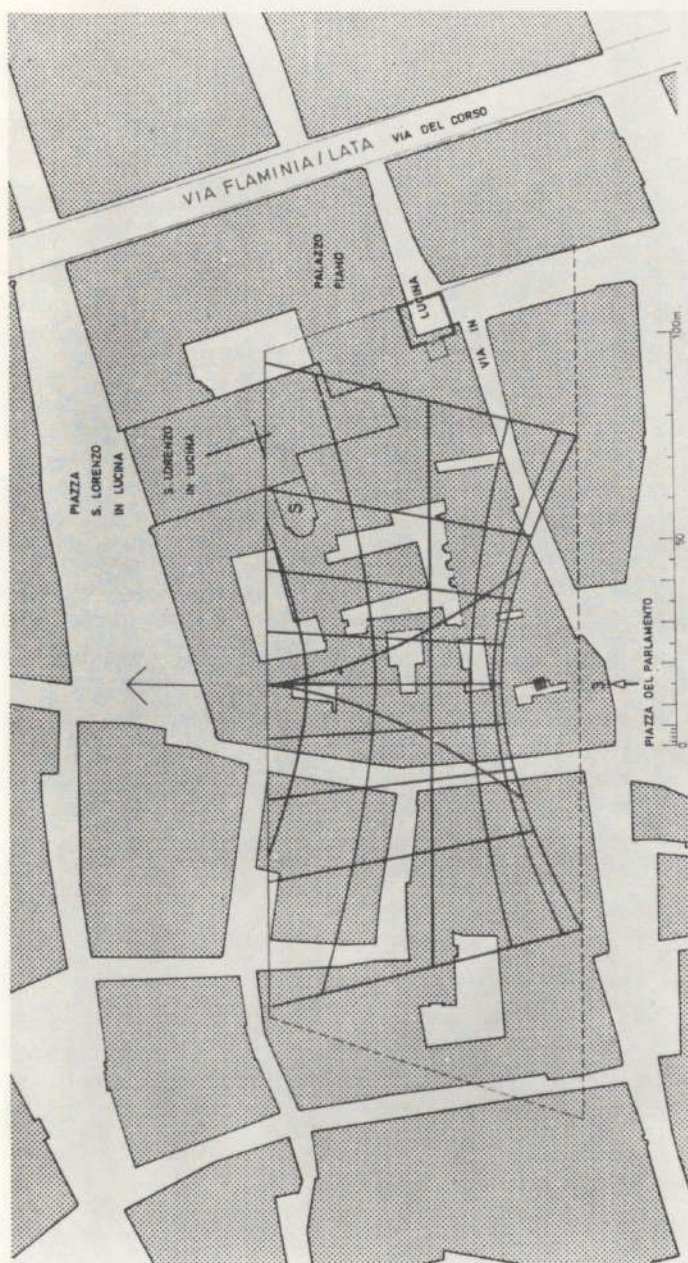 VIA FLAMINIA/LATA VIA DEL CORSO
PALAZZO
FIANO
LUCINA
VIA IN
PIAZZA
S. LORENZO
IN LUCINA
S. LORENZO
IN LUCINA
S
PIAZZA DEL PARLAMENTO
3
0
50
100m.